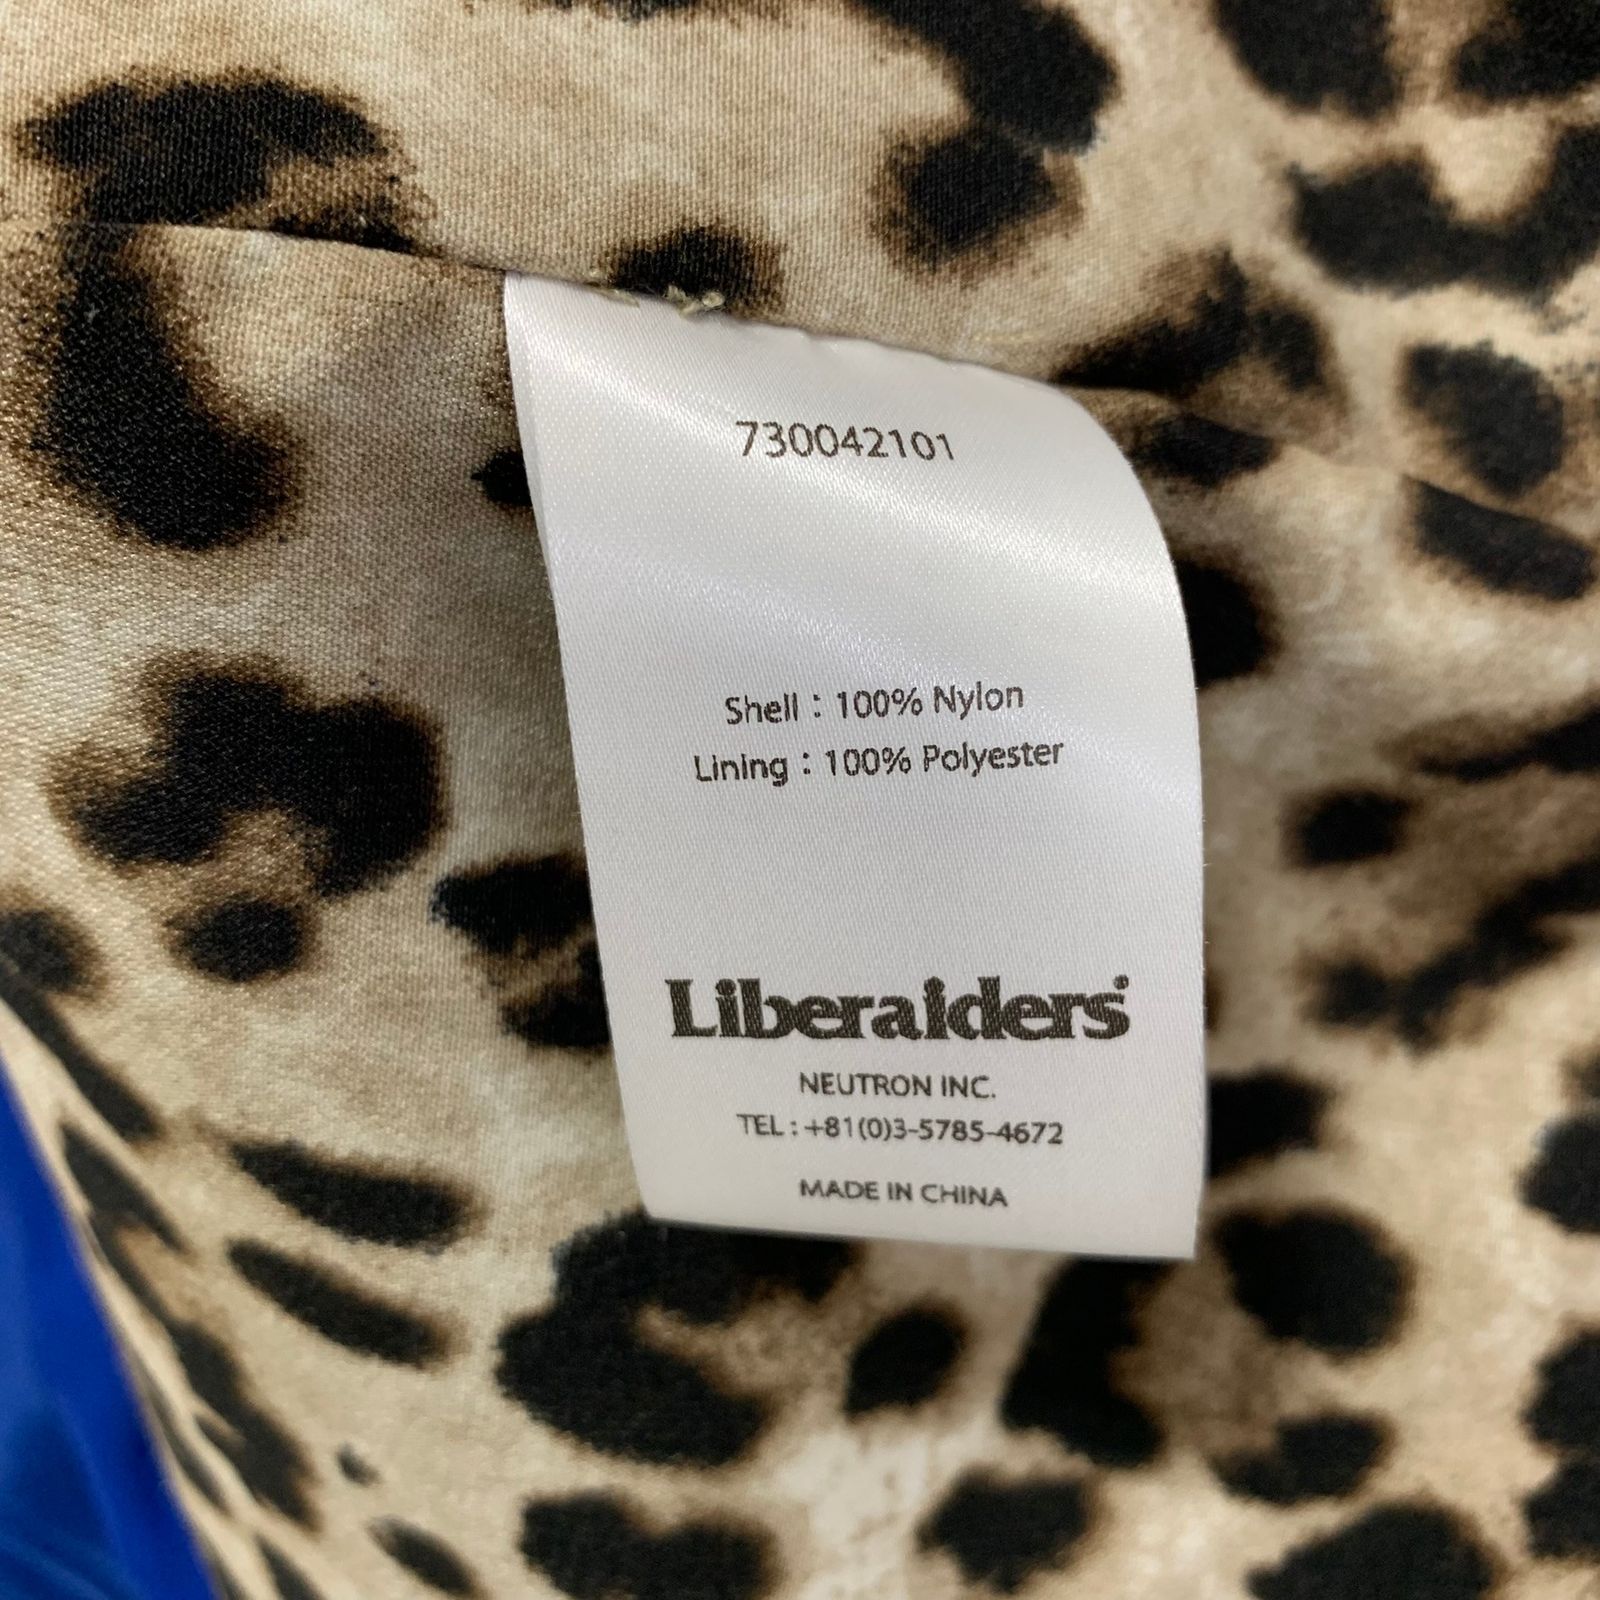 730042101
Shell : 100% Nylon
Lining : 100% Polyester
Liberaiders
NEUTRON INC.
TEL : +81(0)3-5785-4672
MADE IN CHINA